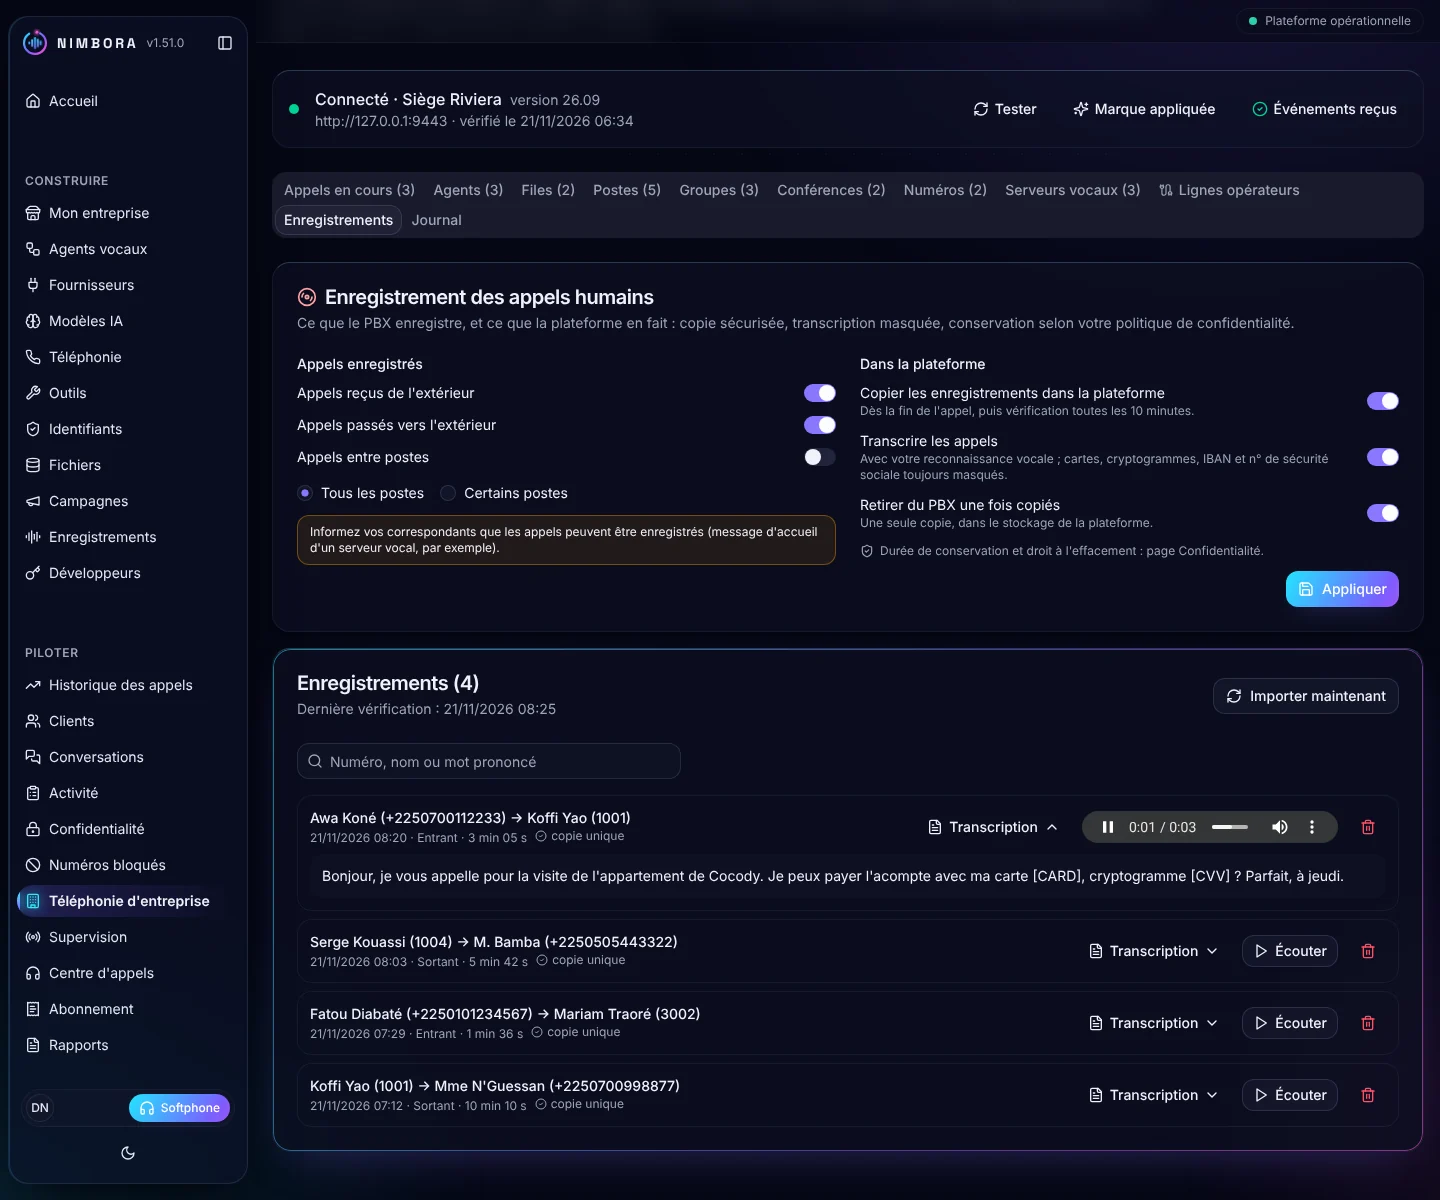 NIMBORA v1.51.0
Accueil
CONSTRUIRE
Mon entreprise
Agents vocaux
Fournisseurs
Modèles IA
Téléphonie
Outils
Identifiants
Fichiers
Campagnes
Enregistrements
Développeurs
PILOTER
Historique des appels
Clients
Conversations
Activité
Confidentialité
Numéros bloqués
Téléphonie d'entreprise
Supervision
Centre d'appels
Abonnement
Rapports
DN Softphone
Plateforme opérationnelle
Connecté · Siège Riviera version 26.09
http://127.0.0.1:9443 · vérifié le 21/11/2026 06:34
Tester Marque appliquée Événements reçus
Appels en cours (3) Agents (3) Files (2) Postes (5) Groupes (3) Conférences (2) Numéros (2) Serveurs vocaux (3) Lignes opérateurs
Enregistrements Journal
Enregistrement des appels humains
Ce que le PBX enregistre, et ce que la plateforme en fait : copie sécurisée, transcription masquée, conservation selon votre politique de confidentialité.
Appels enregistrés
Appels reçus de l'extérieur
Appels passés vers l'extérieur
Appels entre postes
Tous les postes Certains postes
Informez vos correspondants que les appels peuvent être enregistrés (message d'accueil
d'un serveur vocal, par exemple).
Dans la plateforme
Copier les enregistrements dans la plateforme
Dès la fin de l'appel, puis vérification toutes les 10 minutes.
Transcrire les appels
Avec votre reconnaissance vocale ; cartes, cryptogrammes, IBAN et n° de sécurité
sociale toujours masqués.
Retirer du PBX une fois copiés
Une seule copie, dans le stockage de la plateforme.
Durée de conservation et droit à l'effacement : page Confidentialité.
Appliquer
Enregistrements (4)
Dernière vérification : 21/11/2026 08:25
Importer maintenant
Numéro, nom ou mot prononcé
Awa Koné (+2250700112233) → Koffi Yao (1001)
21/11/2026 08:20 · Entrant · 3 min 05 s copie unique
Transcription 0:01 / 0:03
Bonjour, je vous appelle pour la visite de l'appartement de Cocody. Je peux payer l'acompte avec ma carte [CARD], cryptogramme [CVV] ? Parfait, à jeudi.
Serge Kouassi (1004) → M. Bamba (+2250505443322)
21/11/2026 08:03 · Sortant · 5 min 42 s copie unique
Transcription Écouter
Fatou Diabaté (+2250101234567) → Mariam Traoré (3002)
21/11/2026 07:29 · Entrant · 1 min 36 s copie unique
Transcription Écouter
Koffi Yao (1001) → Mme N'Guessan (+2250700998877)
21/11/2026 07:12 · Sortant · 10 min 10 s copie unique
Transcription Écouter